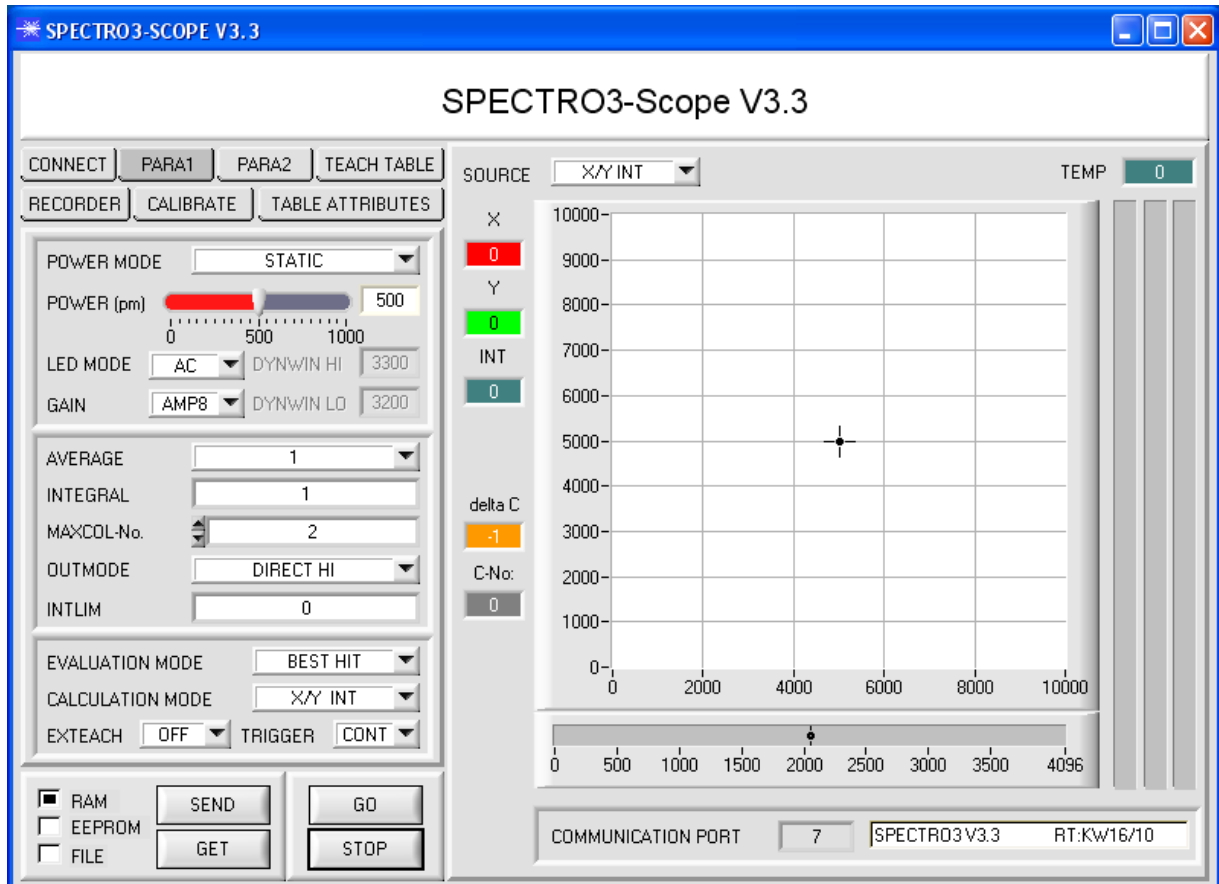 SPECTRO3-SCOPE V3.3
SPECTRO3-Scope V3.3
CONNECT PARA1 PARA2 TEACH TABLE
RECORDER CALIBRATE TABLE ATTRIBUTES
POWER MODE STATIC
POWER (pm) 500
0 500 1000
LED MODE AC DYNWIN HI 3300
GAIN AMP8 DYNWIN LO 3200
AVERAGE 1
INTEGRAL 1
MAXCOL-No. 2
OUTMODE DIRECT HI
INTLIM 0
EVALUATION MODE BEST HIT
CALCULATION MODE X/Y INT
EXTEACH OFF TRIGGER CONT
RAM
EEPROM
FILE
SEND
GET
GO
STOP
SOURCE X/Y INT
TEMP 0
X
0
Y
0
INT
0
delta C
-1
C-No:
0
10000
9000
8000
7000
6000
5000
4000
3000
2000
1000
0
0 2000 4000 6000 8000 10000
0 500 1000 1500 2000 2500 3000 3500 4096
COMMUNICATION PORT 7 SPECTRO3 V3.3 RT:KW16/10